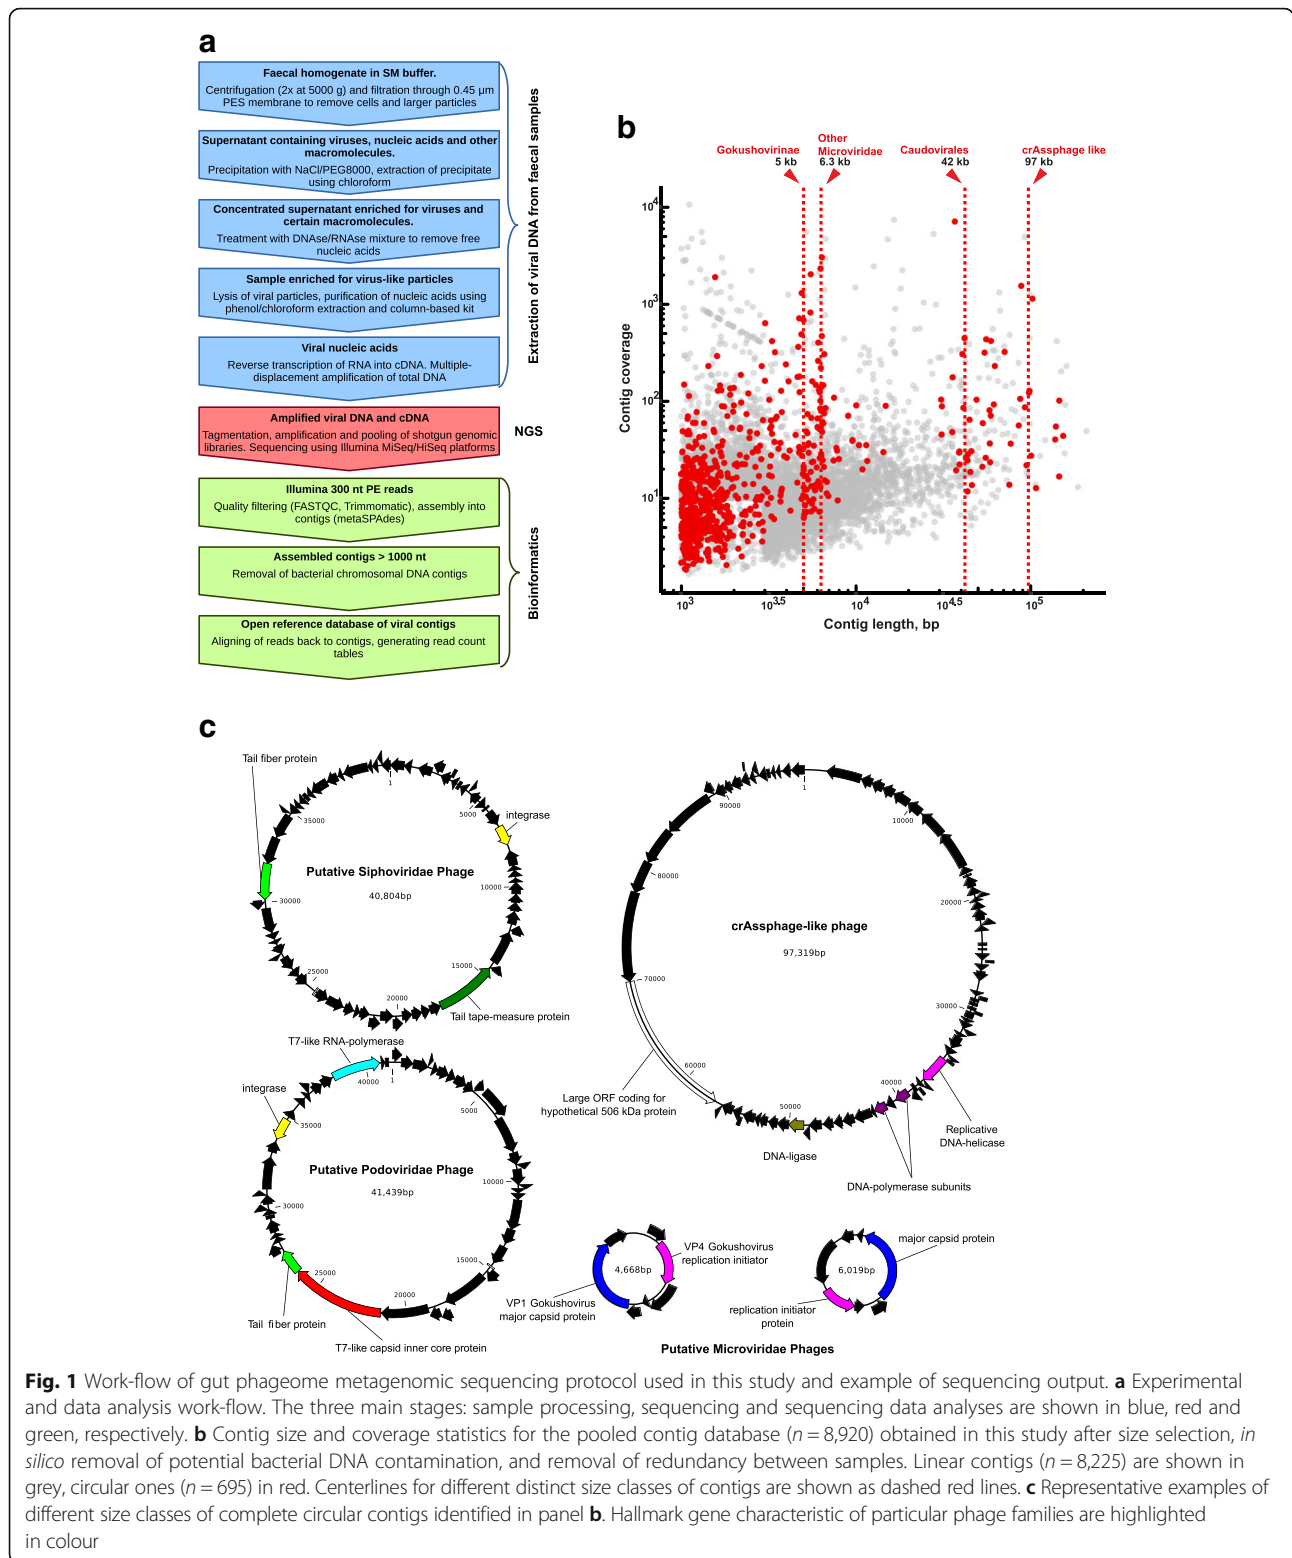 a
Faecal homogenate in SM buffer.
Centrifugation (2x at 5000 g) and filtration through 0.45 µm
PES membrane to remove cells and larger particles
Supernatant containing viruses, nucleic acids and other
macromolecules.
Precipitation with NaCl/PEG8000, extraction of precipitate
using chloroform
Concentrated supernatant enriched for viruses and
certain macromolecules.
Treatment with DNAse/RNAse mixture to remove free
nucleic acids
Sample enriched for virus-like particles
Lysis of viral particles, purification of nucleic acids using
phenol/chloroform extraction and column-based kit
Viral nucleic acids
Reverse transcription of RNA into cDNA. Multiple-
displacement amplification of total DNA
Extraction of viral DNA from faecal samples
Amplified viral DNA and cDNA
Tagmentation, amplification and pooling of shotgun genomic
libraries. Sequencing using Illumina MiSeq/HiSeq platforms
NGS
Illumina 300 nt PE reads
Quality filtering (FASTQC, Trimmomatic), assembly into
contigs (metaSPAdes)
Assembled contigs > 1000 nt
Removal of bacterial chromosomal DNA contigs
Open reference database of viral contigs
Aligning of reads back to contigs, generating read count
tables
Bioinformatics
b
Gokushovirinae
5 kb
Other
Microviridae
6.3 kb
Caudovirales
42 kb
crAssphage like
97 kb
Contig coverage
10^4
10^3
10^2
10^1
10^3
10^3.5
10^4
10^4.5
10^5
Contig length, bp
c
Tail fiber protein
integrase
Tail tape-measure protein
Putative Siphoviridae Phage
40,804bp
1
5000
10000
15000
20000
25000
30000
35000
crAssphage-like phage
97,319bp
1
10000
20000
30000
40000
50000
60000
70000
80000
90000
Large ORF coding for
hypothetical 506 kDa protein
DNA-ligase
DNA-polymerase subunits
Replicative
DNA-helicase
T7-like RNA-polymerase
integrase
Putative Podoviridae Phage
41,439bp
1
5000
10000
15000
20000
25000
30000
35000
40000
Tail fiber protein
T7-like capsid inner core protein
4,668bp
VP4 Gokushovirus
replication initiator
VP1 Gokushovirus
major capsid protein
6,019bp
major capsid protein
replication initiator
protein
Putative Microviridae Phages
Fig. 1 Work-flow of gut phageome metagenomic sequencing protocol used in this study and example of sequencing output. a Experimental
and data analysis work-flow. The three main stages: sample processing, sequencing and sequencing data analyses are shown in blue, red and
green, respectively. b Contig size and coverage statistics for the pooled contig database (n = 8,920) obtained in this study after size selection, in
silico removal of potential bacterial DNA contamination, and removal of redundancy between samples. Linear contigs (n = 8,225) are shown in
grey, circular ones (n = 695) in red. Centerlines for different distinct size classes of contigs are shown as dashed red lines. c Representative examples of
different size classes of complete circular contigs identified in panel b. Hallmark gene characteristic of particular phage families are highlighted
in colour